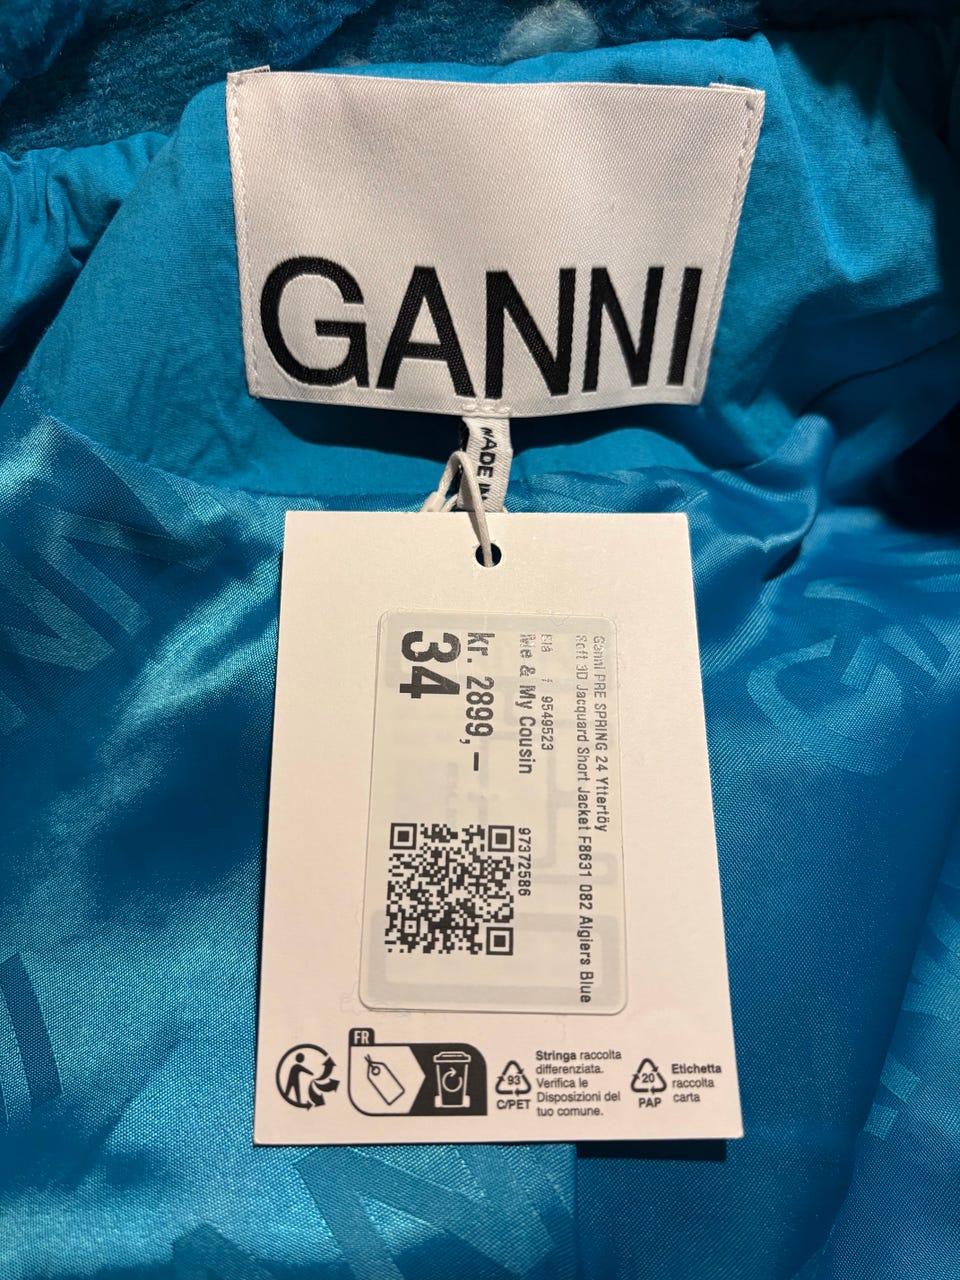 GANNI
MADE IN
Ganni PRE SPRING 24 Yttertöy
Soft 3D Jacquard Short Jacket F8631 082 Algiers Blue
Blå 9549523
Me & My Cousin 97372586
kr. 2899,–
34
FR
93
C/PET
Stringa raccolta
differenziata.
Verifica le
Disposizioni del
tuo comune.
20
PAP
Etichetta
raccolta
carta